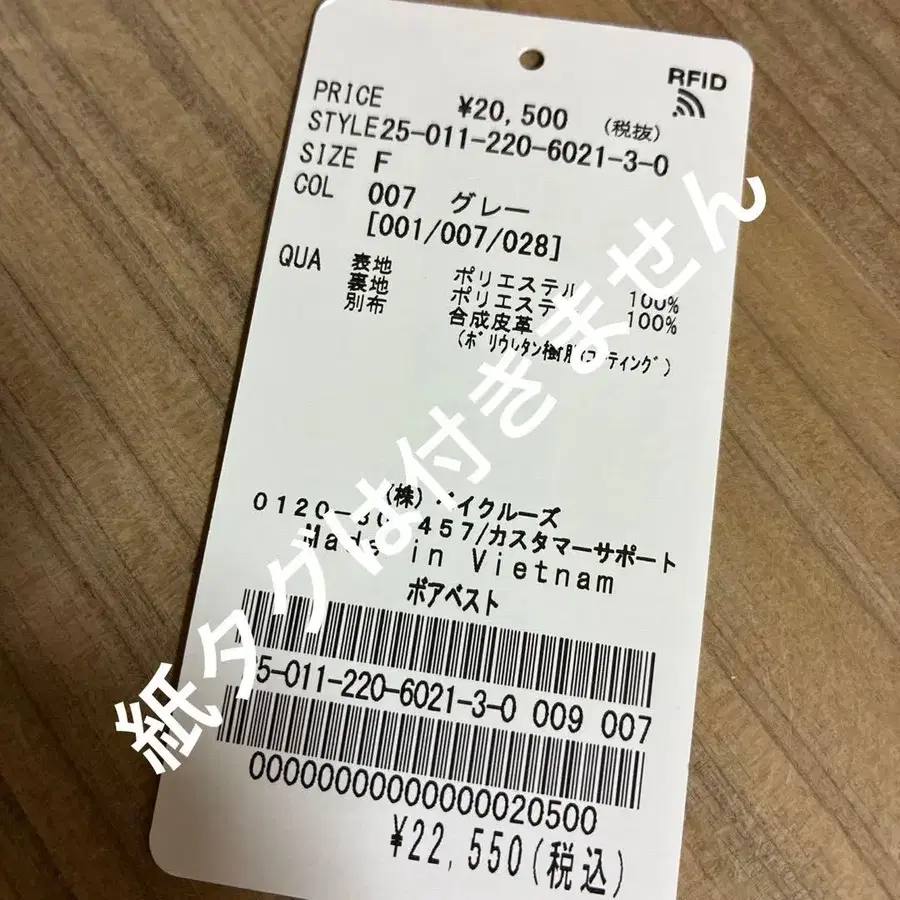 RFID
PRICE ¥20,500 (税抜)
STYLE25-011-220-6021-3-0
SIZE F
COL 007 グレー
[001/007/028]
QUA 表地 ポリエステル 100%
裏地 ポリエステ 100%
別布 合成皮革
(ポリウレタン樹脂コーティング)
(株) イクルーズ
457/カスタマーサポート
Made in Vietnam
ボアベスト
5-011-220-6021-3-0 009 007
¥22,550(税込)
紙タグは付きません